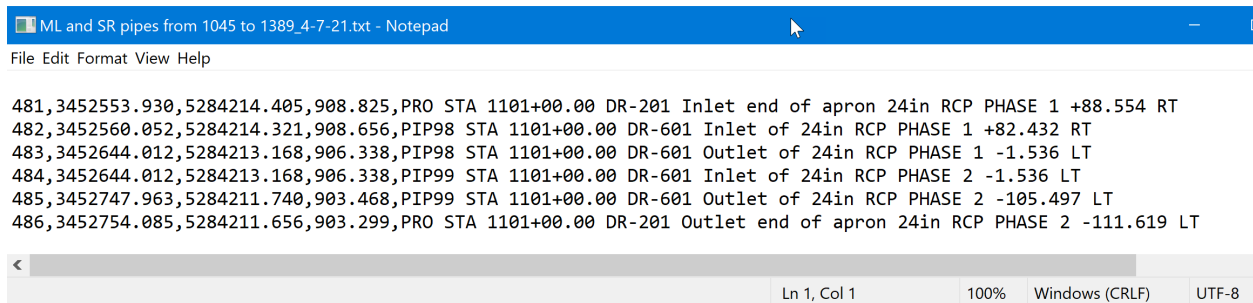 ML and SR pipes from 1045 to 1389_4-7-21.txt - Notepad
File Edit Format View Help
481,3452553.930,5284214.405,908.825,PRO STA 1101+00.00 DR-201 Inlet end of apron 24in RCP PHASE 1 +88.554 RT
482,3452560.052,5284214.321,908.656,PIP98 STA 1101+00.00 DR-601 Inlet of 24in RCP PHASE 1 +82.432 RT
483,3452644.012,5284213.168,906.338,PIP98 STA 1101+00.00 DR-601 Outlet of 24in RCP PHASE 1 -1.536 LT
484,3452644.012,5284213.168,906.338,PIP99 STA 1101+00.00 DR-601 Inlet of 24in RCP PHASE 2 -1.536 LT
485,3452747.963,5284211.740,903.468,PIP99 STA 1101+00.00 DR-601 Outlet of 24in RCP PHASE 2 -105.497 LT
486,3452754.085,5284211.656,903.299,PRO STA 1101+00.00 DR-201 Outlet end of apron 24in RCP PHASE 2 -111.619 LT
Ln 1, Col 1 100% Windows (CRLF) UTF-8